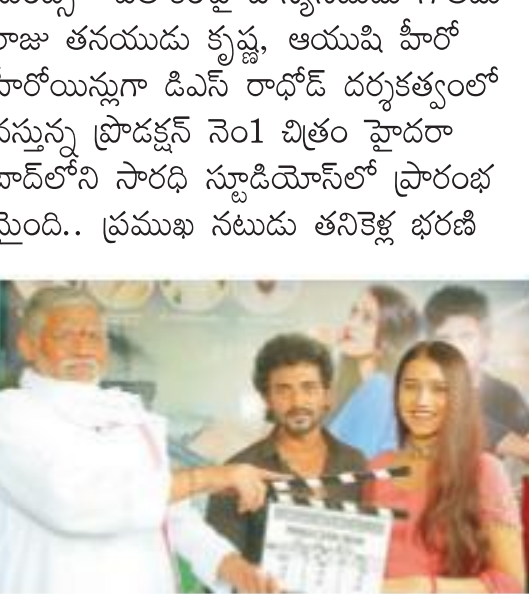 రాజు తనయుడు కృష్ణ, ఆయుషి హీరో
హీరోయిన్లుగా డిఎస్ రాథోడ్ దర్శకత్వంలో
వస్తున్న ప్రొడక్షన్ నెం1 చిత్రం హైదరా
బాద్‌లోని సారధి స్టూడియోస్‌లో ప్రారంభ
మైంది.. ప్రముఖ నటుడు తనికెళ్ల భరణి